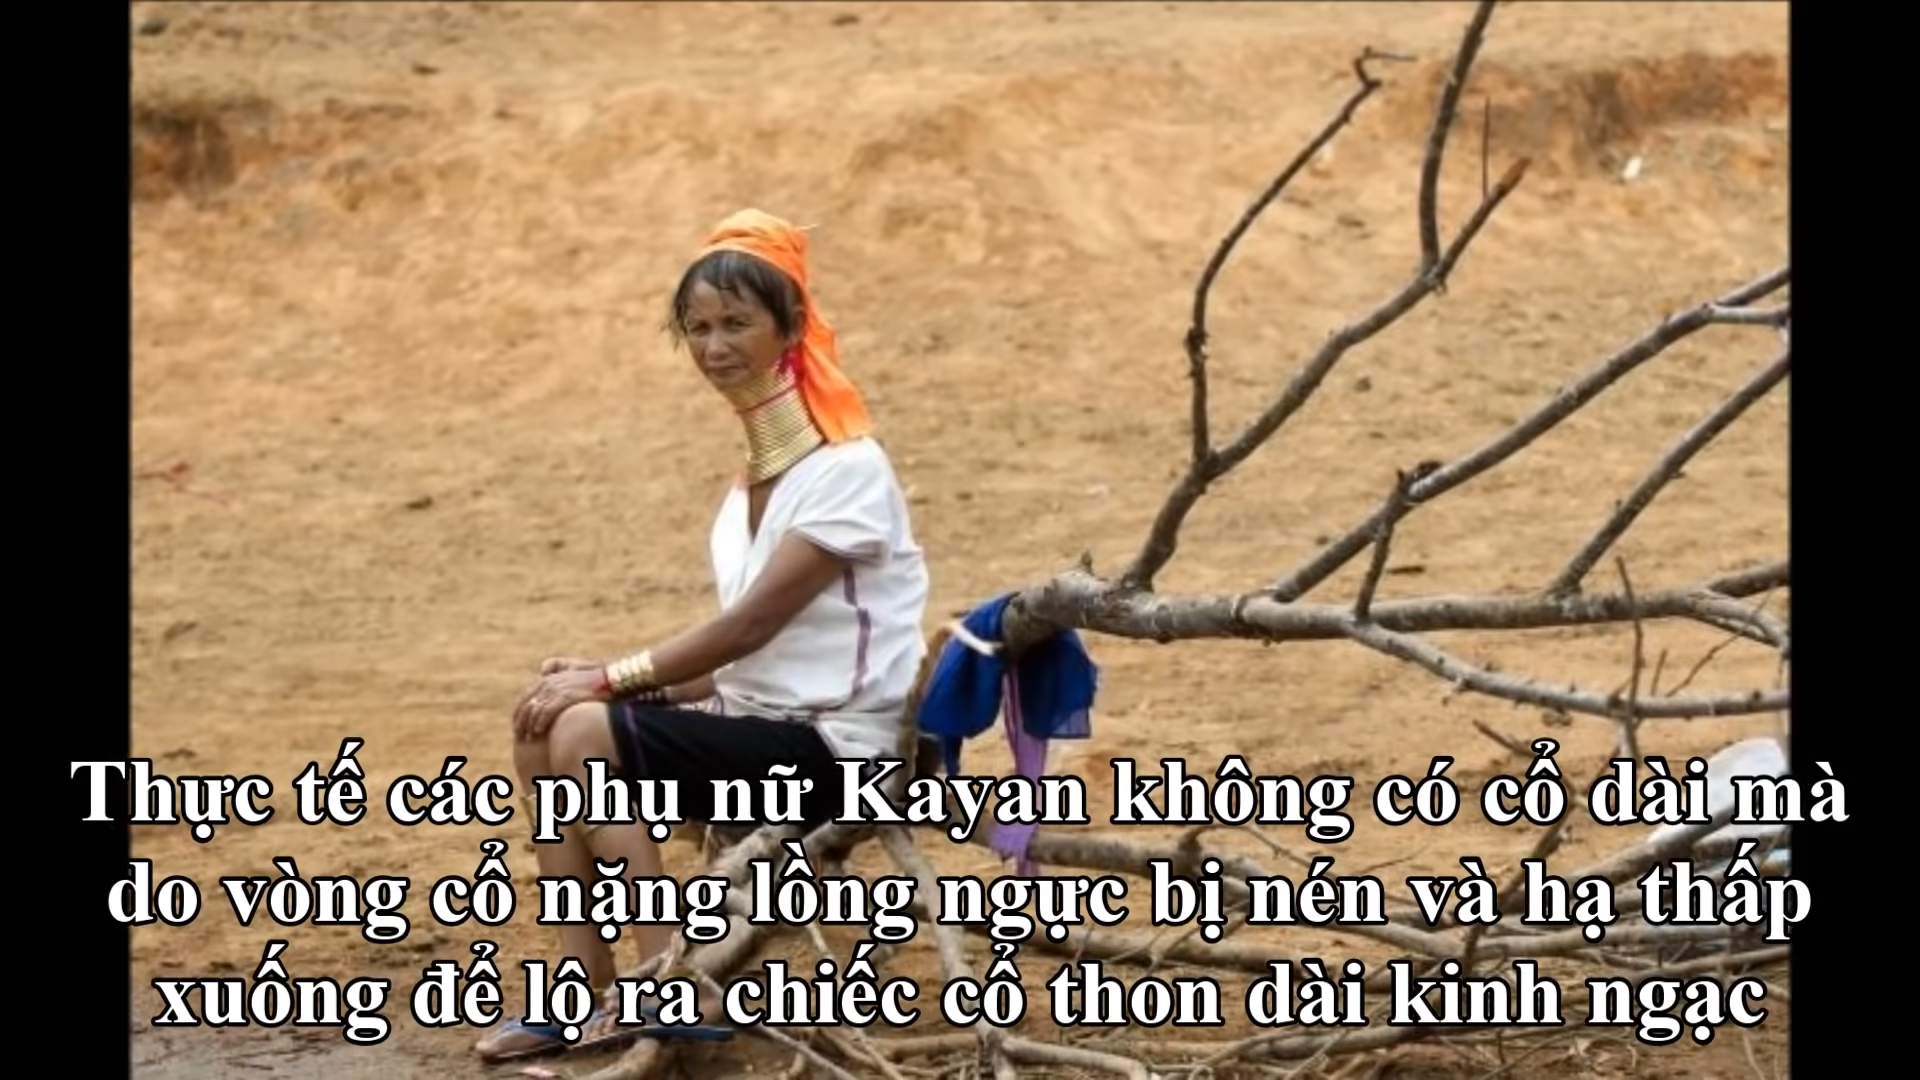 Thực tế các phụ nữ Kayan không có cổ dài mà
do vòng cổ nặng lồng ngực bị nén và hạ thấp
xuống để lộ ra chiếc cổ thon dài kinh ngạc